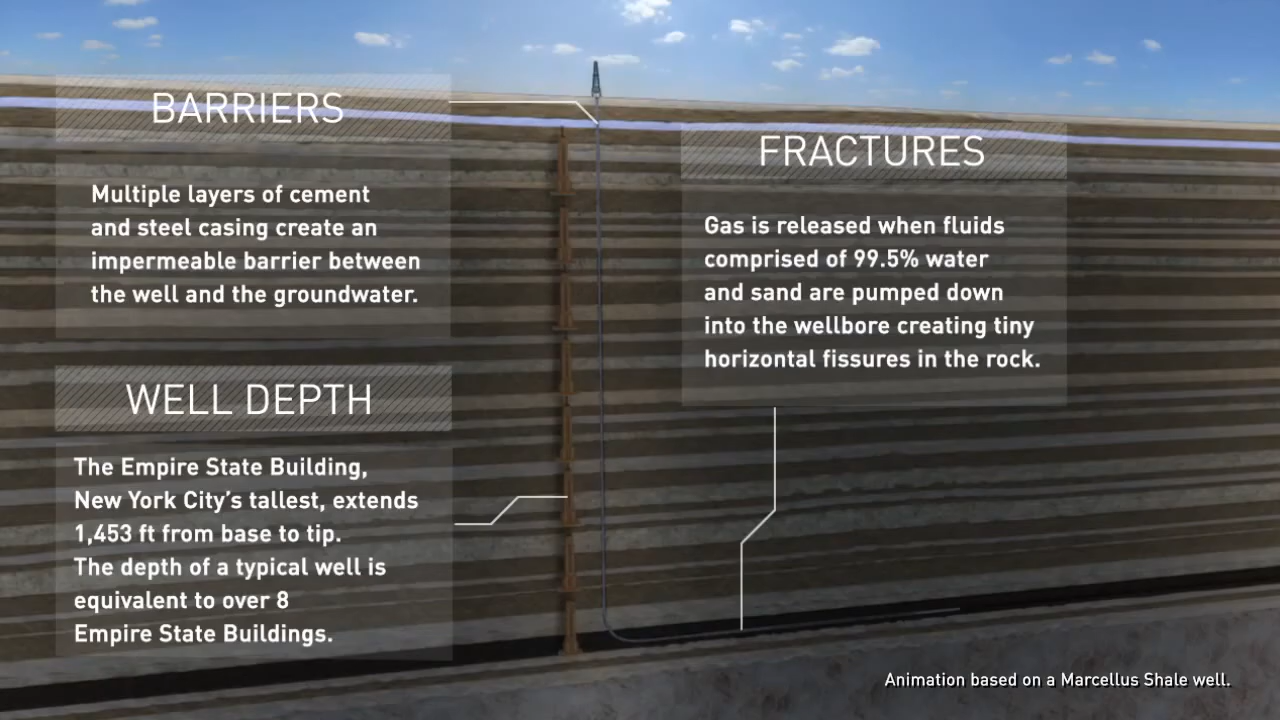 BARRIERS
Multiple layers of cement
and steel casing create an
impermeable barrier between
the well and the groundwater.
WELL DEPTH
The Empire State Building,
New York City’s tallest, extends
1,453 ft from base to tip.
The depth of a typical well is
equivalent to over 8
Empire State Buildings.
FRACTURES
Gas is released when fluids
comprised of 99.5% water
and sand are pumped down
into the wellbore creating tiny
horizontal fissures in the rock.
Animation based on a Marcellus Shale well.